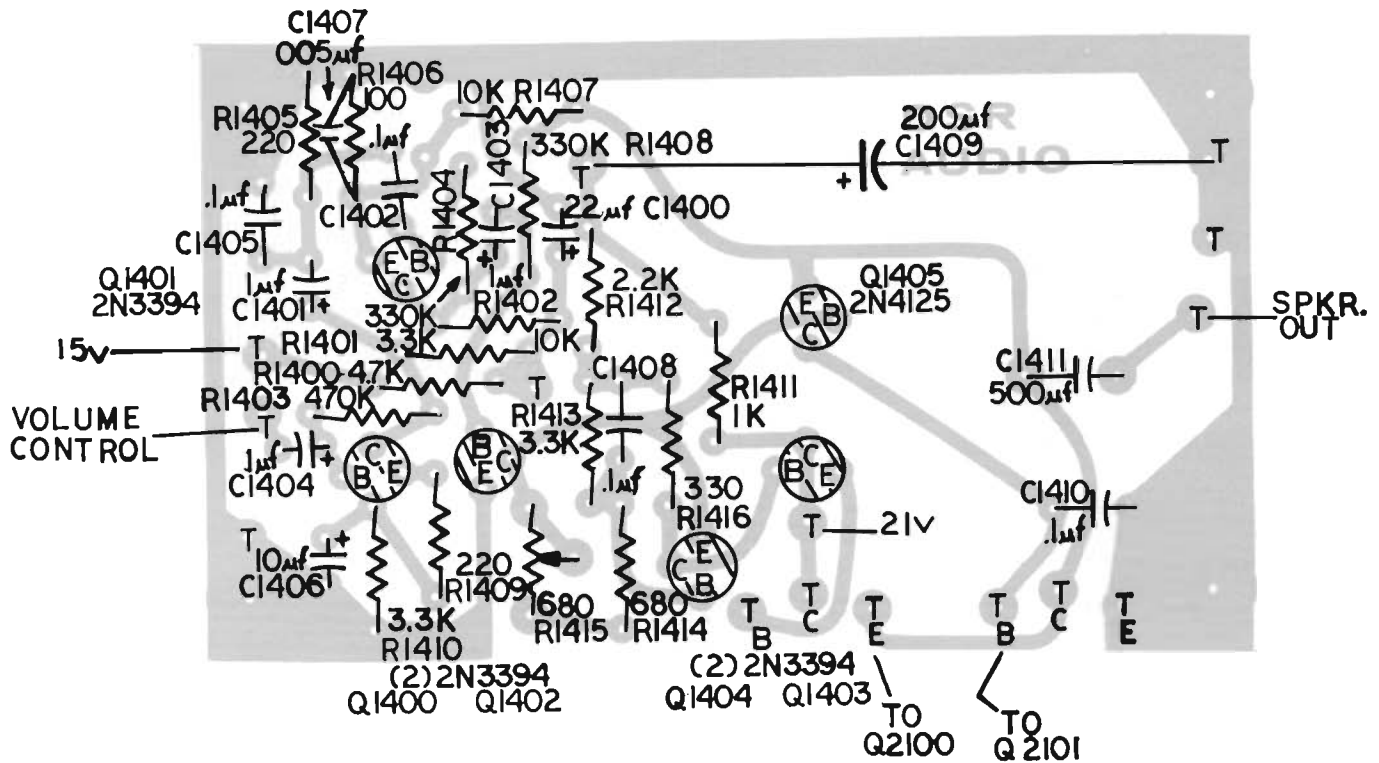 C1407
.005µf
R1406
100
10K R1407
R1405
220
.1µf
C1403
330K R1408
200µf
C1409
AUDIO
T
T
+
.1µf
C1402
R1404
22µf C1400
+
C1405
E B C
T
Q1401
2N3394
1µf
C1401
+
+
1µf
2.2K
R1412
Q1405
2N4125
E B C
R1402
330K
10K
T
SPKR.
OUT
15v
T
R1401
3.3K
C1408
C1411
500µf
R1400 4.7K
T
R1411
1K
R1403 470K
R1413
3.3K
VOLUME
CONTROL
T
1µf
C1404
+
B C E
B E C
B C E
.1µf
330
R1416
C1410
.1µf
T
21v
T
10µf
C1406
+
220
R1409
E C B
3.3K
R1410
680
R1415
680
R1414
T
B
T
C
T
E
T
B
T
C
T
E
(2) 2N3394
Q1400 Q1402
(2) 2N3394
Q1404 Q1403
TO
Q2100
TO
Q2101